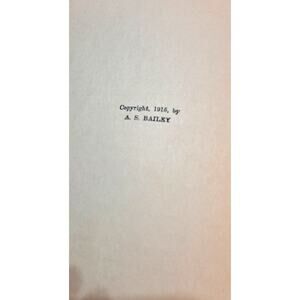 Copyright, 1916, by
A. S. BAILEY